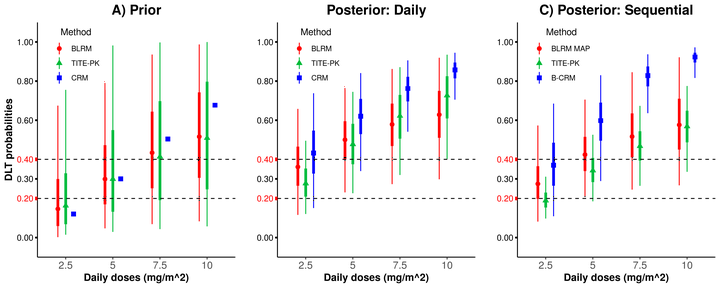 A) Prior
Method
BLRM
TITE-PK
CRM
DLT probabilities
1.00
0.80
0.60
0.40
0.30
0.20
0.00
2.5
5
7.5
10
Daily doses (mg/m^2)
Posterior: Daily
Method
BLRM
TITE-PK
CRM
1.00
0.80
0.60
0.40
0.30
0.20
0.00
2.5
5
7.5
10
Daily doses (mg/m^2)
C) Posterior: Sequential
Method
BLRM MAP
TITE-PK
B-CRM
1.00
0.80
0.60
0.40
0.30
0.20
0.00
2.5
5
7.5
10
Daily doses (mg/m^2)